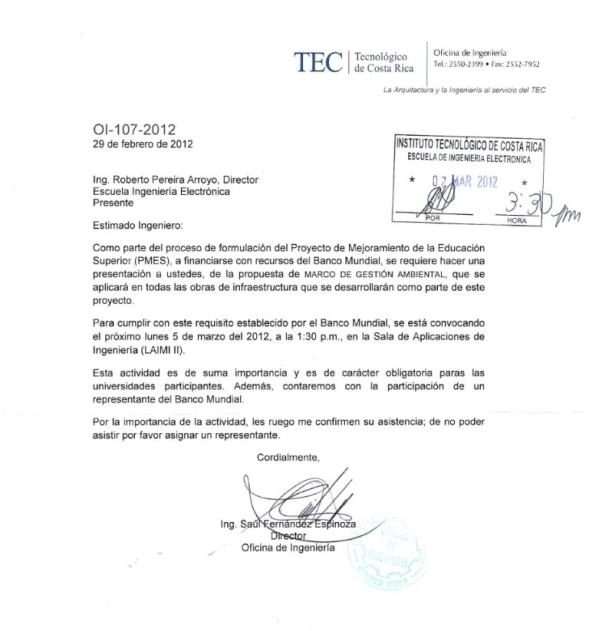 TEC | Tecnológico
de Costa Rica
Oficina de Ingeniería
Tel.: 2550-2399 • Fax: 2552-7952
La Arquitectura y la Ingeniería al servicio del TEC
OI-107-2012
29 de febrero de 2012
INSTITUTO TECNOLÓGICO DE COSTA RICA
ESCUELA DE INGENIERIA ELECTRONICA
* 07 MAR 2012 *
3:30 pm
POR HORA
Ing. Roberto Pereira Arroyo, Director
Escuela Ingeniería Electrónica
Presente
Estimado Ingeniero:
Como parte del proceso de formulación del Proyecto de Mejoramiento de la Educación
Superior (PMES), a financiarse con recursos del Banco Mundial, se requiere hacer una
presentación a ustedes, de la propuesta de MARCO DE GESTIÓN AMBIENTAL, que se
aplicará en todas las obras de infraestructura que se desarrollarán como parte de este
proyecto.
Para cumplir con este requisito establecido por el Banco Mundial, se está convocando
el próximo lunes 5 de marzo del 2012, a la 1:30 p.m., en la Sala de Aplicaciones de
Ingeniería (LAIMI II).
Esta actividad es de suma importancia y es de carácter obligatoria paras las
universidades participantes. Además, contaremos con la participación de un
representante del Banco Mundial.
Por la importancia de la actividad, les ruego me confirmen su asistencia; de no poder
asistir por favor asignar un representante.
Cordialmente,
Ing. Saúl Fernández Espinoza
Director
Oficina de Ingeniería
COSTA RICA